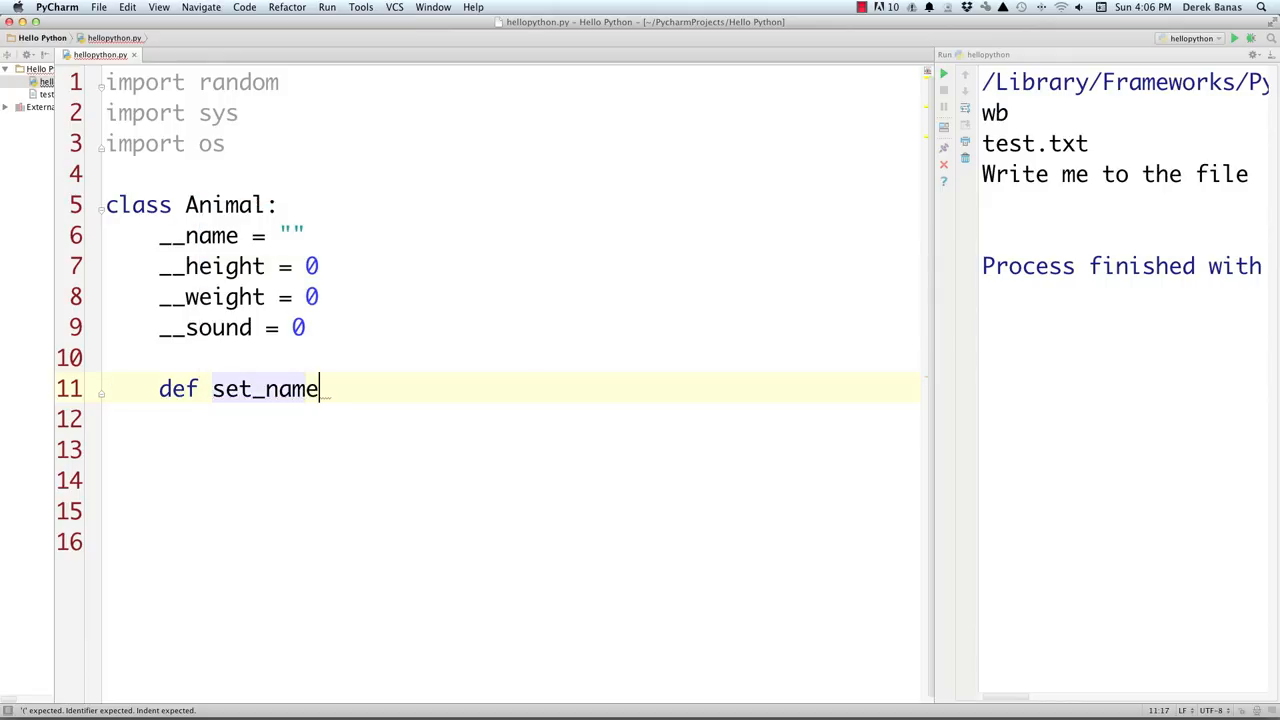 PyCharm File Edit View Navigate Code Refactor Run Tools VCS Window Help 10 Sun 4:06 PM Derek Banas
hellopython.py – Hello Python – [~/PycharmProjects/Hello Python]
Hello Python hellopython.py hellopython
hellopython.py Run hellopython
Hello P
hell
test
Externa
1 import random
2 import sys
3 import os
4
5 class Animal:
6 __name = ""
7 __height = 0
8 __weight = 0
9 __sound = 0
10
11 def set_name
12
13
14
15
16
/Library/Frameworks/Py
wb
test.txt
Write me to the file
Process finished with
'(' expected. Identifier expected. Indent expected. 11:17 LF UTF-8